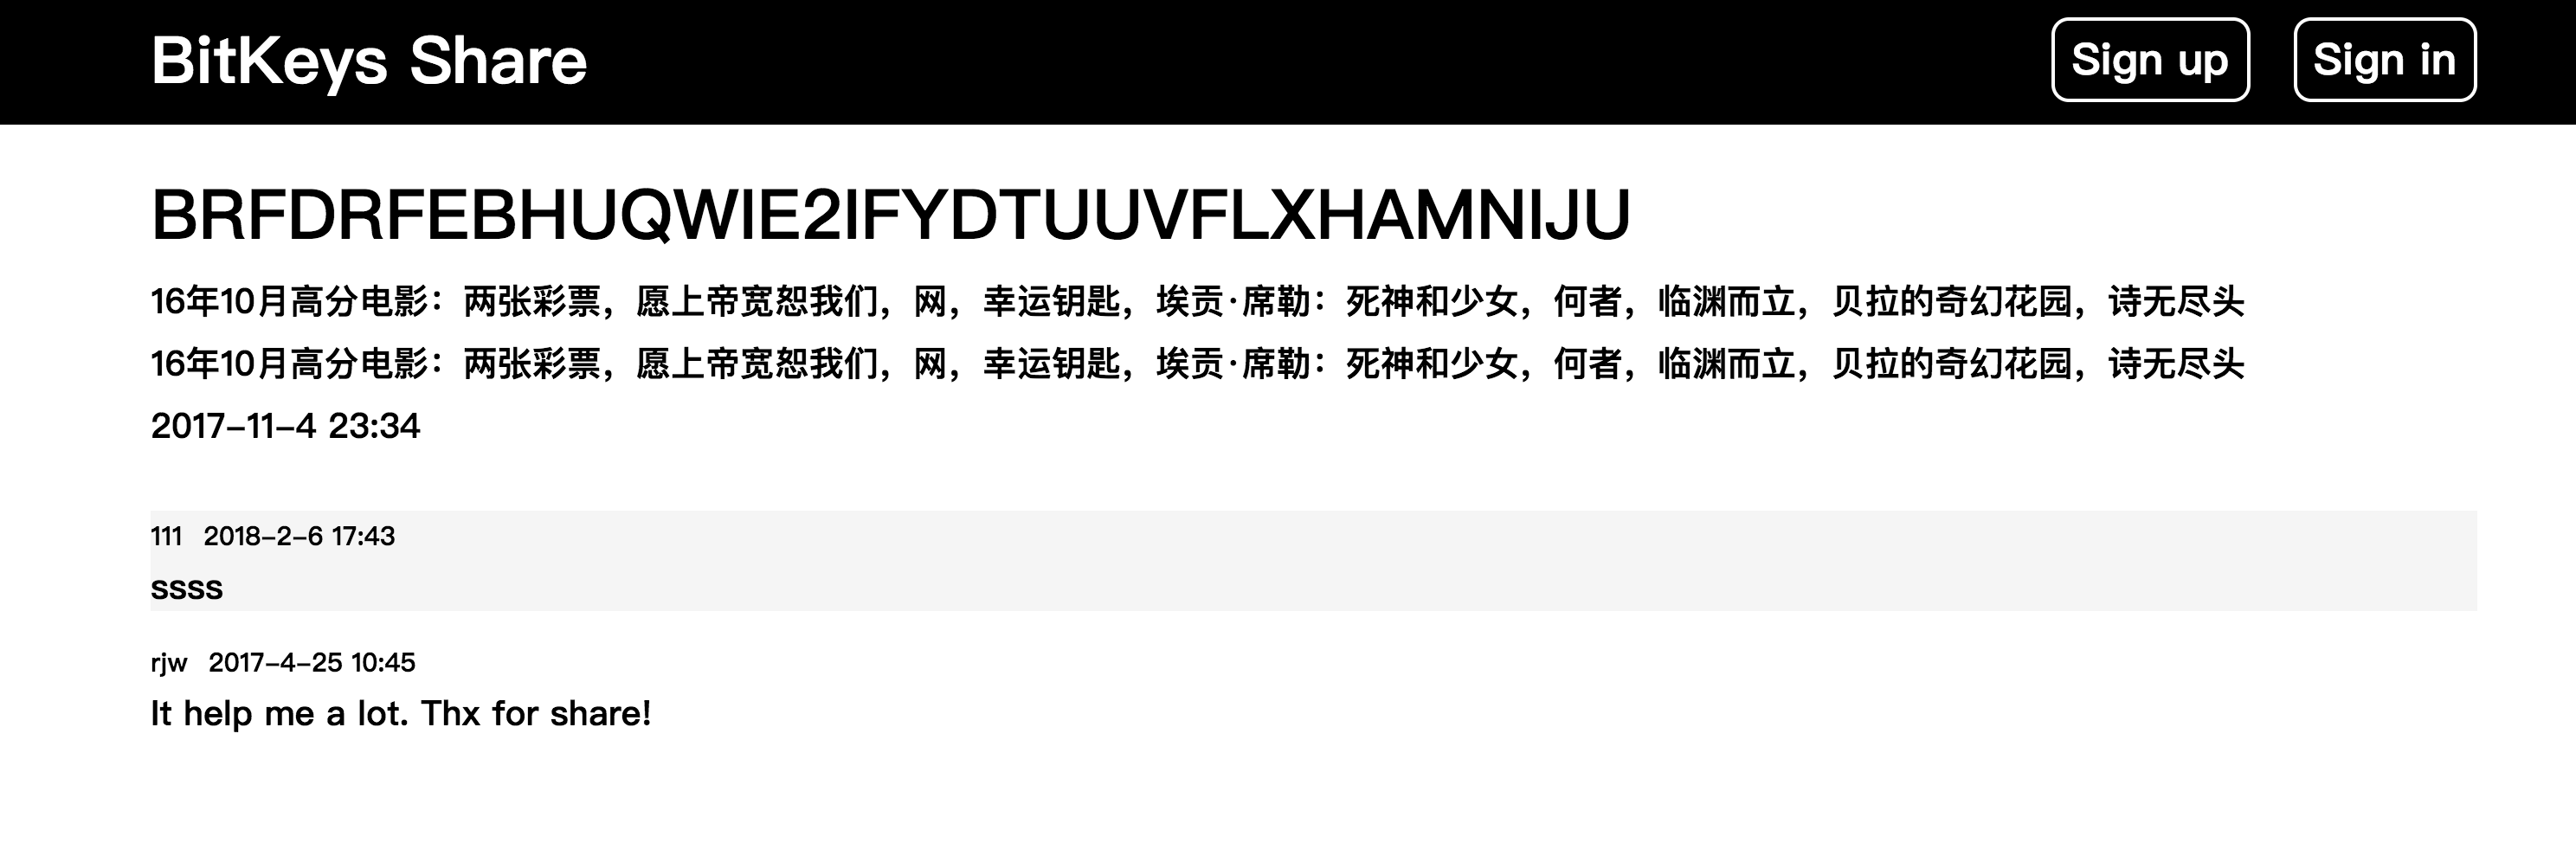 BitKeys Share
Sign up
Sign in
BRFDRFEBHUQWIE2IFYDTUUVFLXHAMNIJU
16年10月高分电影：两张彩票，愿上帝宽恕我们，网，幸运钥匙，埃贡·席勒：死神和少女，何者，临渊而立，贝拉的奇幻花园，诗无尽头
16年10月高分电影：两张彩票，愿上帝宽恕我们，网，幸运钥匙，埃贡·席勒：死神和少女，何者，临渊而立，贝拉的奇幻花园，诗无尽头
2017-11-4 23:34
111 2018-2-6 17:43
ssss
rjw 2017-4-25 10:45
It help me a lot. Thx for share!